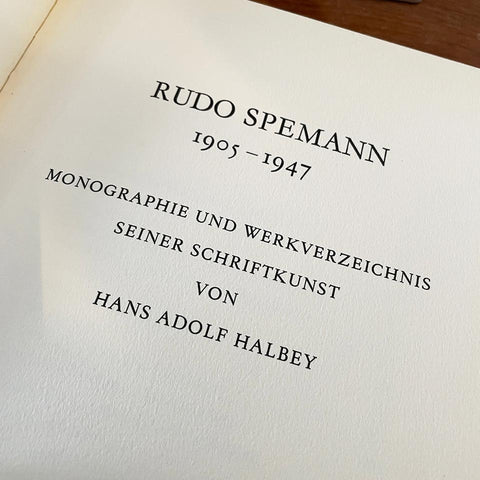 RUDO SPEMANN
1905–1947
MONOGRAPHIE UND WERKVERZEICHNIS
SEINER SCHRIFTKUNST
VON
HANS ADOLF HALBEY